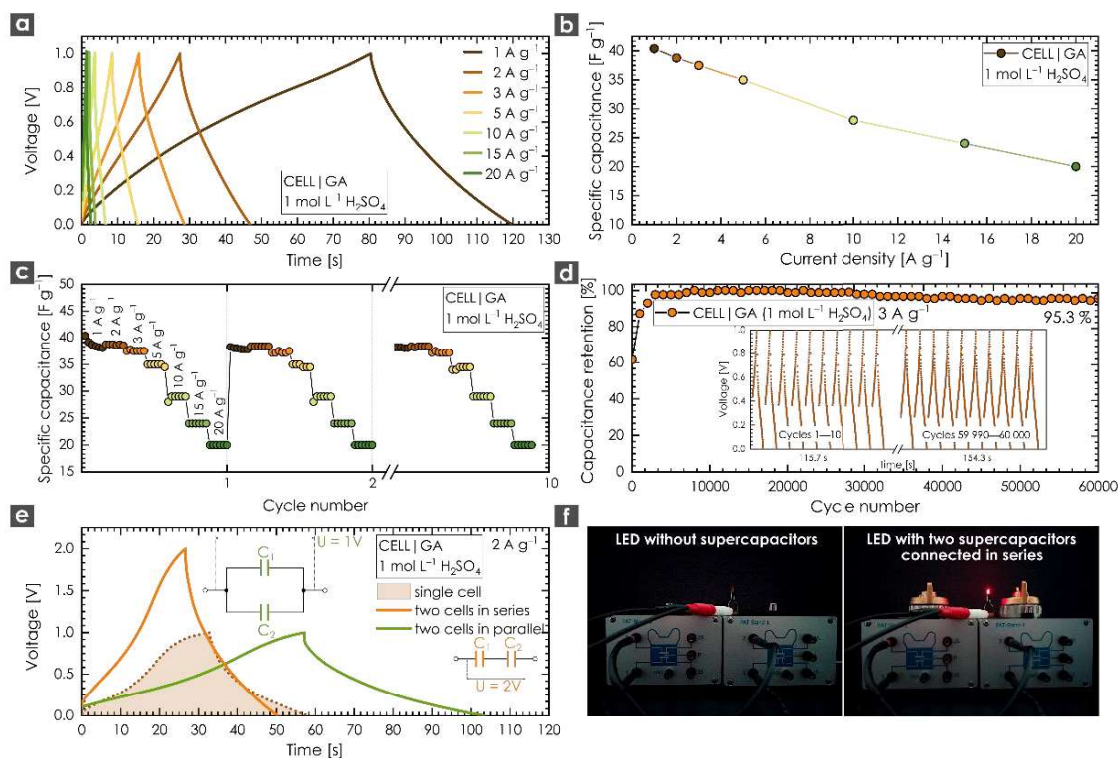 a
Voltage [V]
1.0
0.8
0.6
0.4
0.2
0.0
1 A g⁻¹
2 A g⁻¹
3 A g⁻¹
5 A g⁻¹
10 A g⁻¹
15 A g⁻¹
20 A g⁻¹
CELL|GA
1 mol L⁻¹ H₂SO₄
0 10 20 30 40 50 60 70 80 90 100 110 120 130
Time [s]
b
Specific capacitance [F g⁻¹]
40
35
30
25
20
15
10
CELL|GA
1 mol L⁻¹ H₂SO₄
0 2 4 6 8 10 12 14 16 18 20
Current density [A g⁻¹]
c
Specific capacitance [F g⁻¹]
50
45
40
35
30
25
20
15
1 A g⁻¹
2 A g⁻¹
3 A g⁻¹
5 A g⁻¹
10 A g⁻¹
15 A g⁻¹
20 A g⁻¹
CELL|GA
1 mol L⁻¹ H₂SO₄
1 2 10
Cycle number
d
Capacitance retention [%]
100
80
60
40
20
0
CELL|GA (1 mol L⁻¹ H₂SO₄) 3 A g⁻¹
95.3 %
Voltage [V]
1.0
0.8
0.6
0.4
0.2
0.0
Cycles 1—10
Cycles 59 990—60 000
115.7 s
time [s]
154.3 s
0 10000 20000 30000 40000 50000 60000
Cycle number
e
Voltage [V]
2.0
1.5
1.0
0.5
0.0
U = 1V
C₁
C₂
CELL|GA
1 mol L⁻¹ H₂SO₄
2 A g⁻¹
single cell
two cells in series
two cells in parallel
C₁ C₂
U = 2V
0 10 20 30 40 50 60 70 80 90 100 110 120
Time [s]
f
LED without supercapacitors
LED with two supercapacitors
connected in series